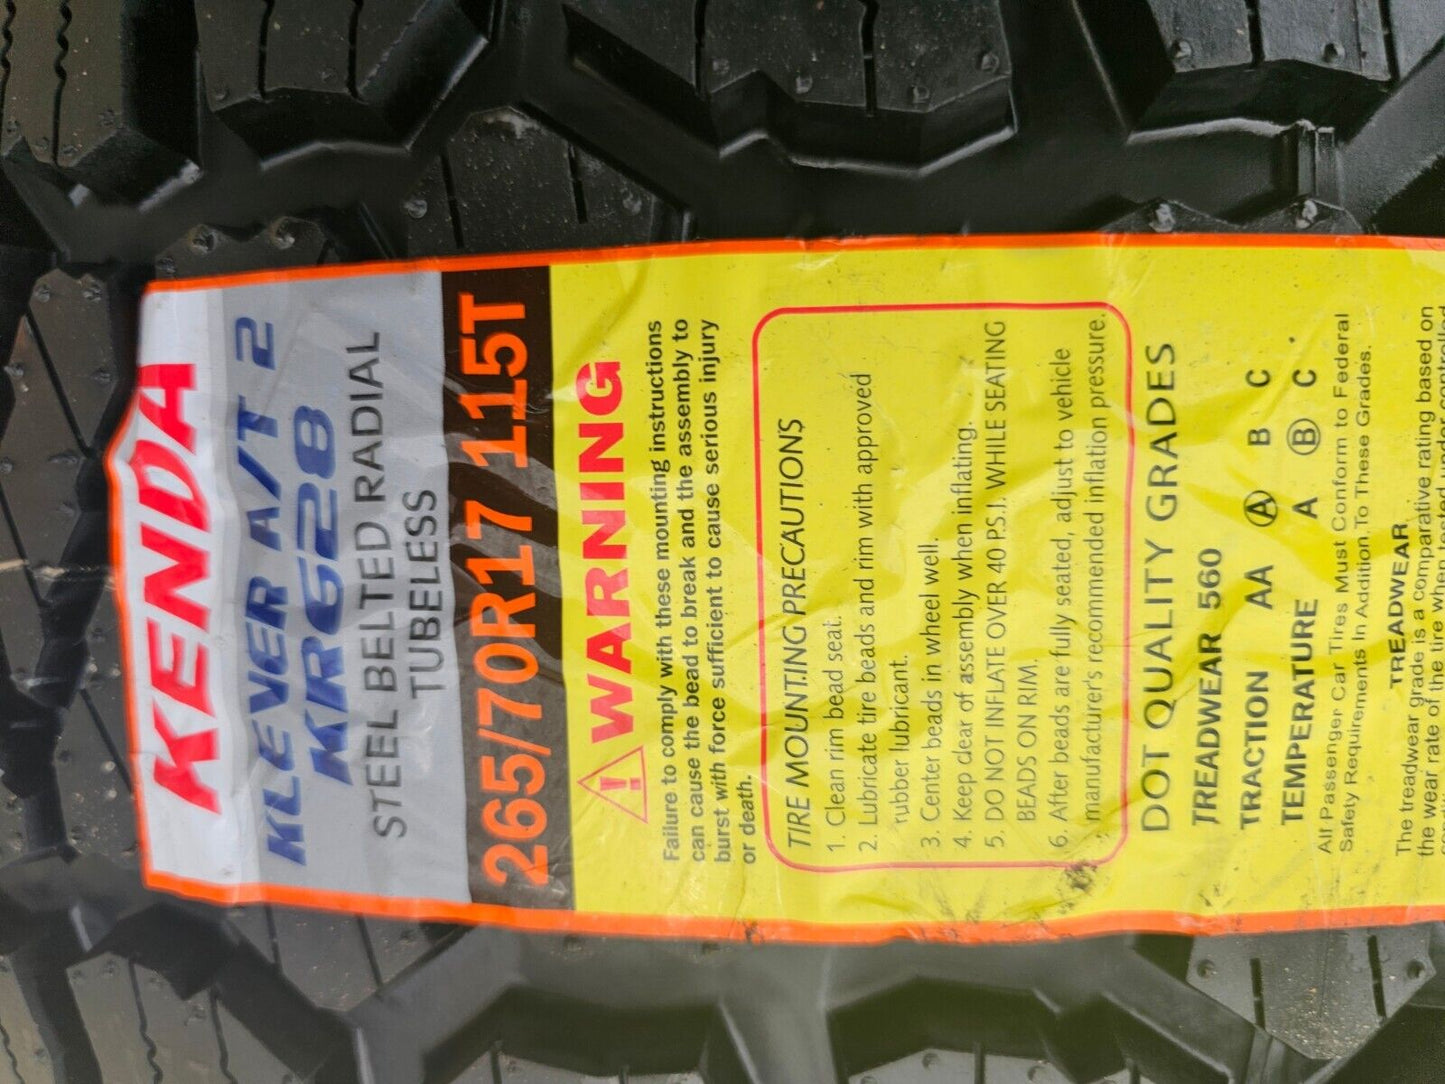 KENDA
KLEVER A/T 2
KR628
STEEL BELTED RADIAL
TUBELESS
265/70R17 115T
WARNING
Failure to comply with these mounting instructions
can cause the bead to break and the assembly to
burst with force sufficient to cause serious injury
or death.
TIRE MOUNTING PRECAUTIONS
1. Clean rim bead seat.
2. Lubricate tire beads and rim with approved
rubber lubricant.
3. Center beads in wheel well.
4. Keep clear of assembly when inflating.
5. DO NOT INFLATE OVER 40 P.S.I. WHILE SEATING
BEADS ON RIM.
6. After beads are fully seated, adjust to vehicle
manufacturer's recommended inflation pressure.
DOT QUALITY GRADES
TREADWEAR 560
TRACTION AA A B C
TEMPERATURE A B C
All Passenger Car Tires Must Conform to Federal
Safety Requirements In Addition To These Grades.
TREADWEAR
The treadwear grade is a comparative rating based on
the wear rate of the tire when tested under controlled